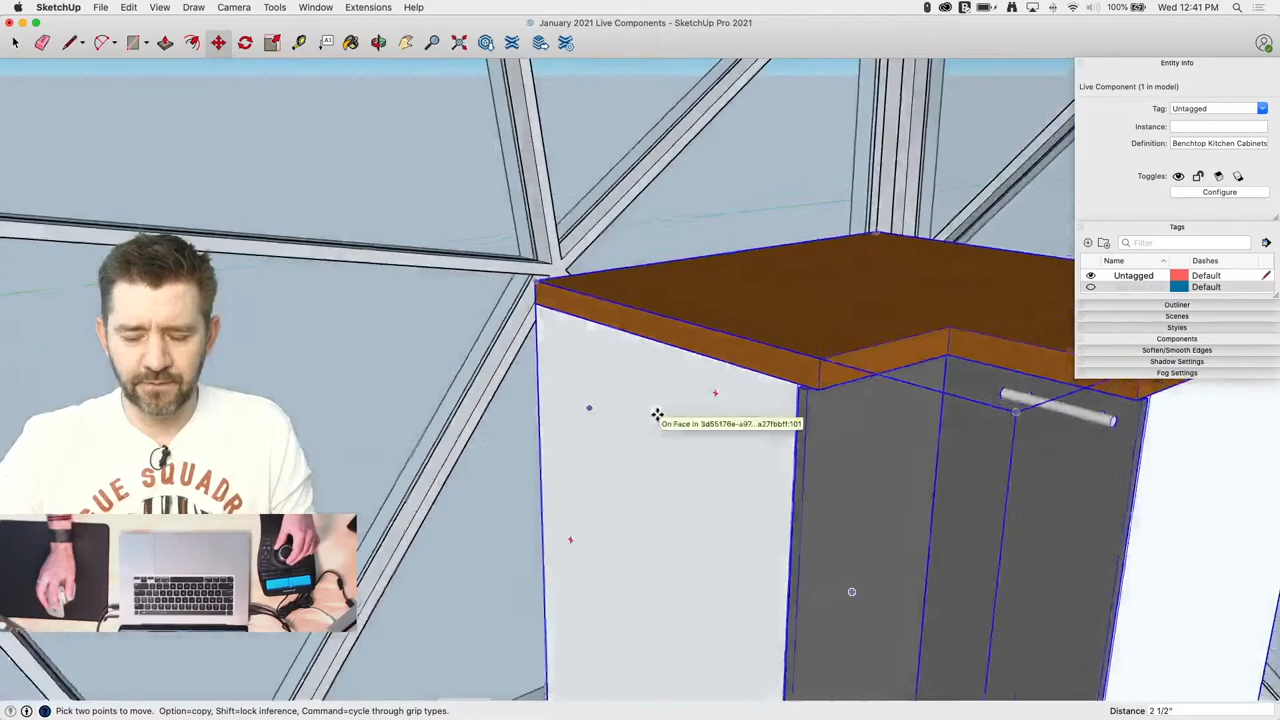 SketchUp File Edit View Draw Camera Tools Window Extensions Help
100% Wed 12:41 PM
January 2021 Live Components - SketchUp Pro 2021
Entity Info
Live Component (1 in model)
Tag: Untagged
Instance:
Definition: Benchtop Kitchen Cabinets
Toggles:
Configure
Tags
Filter
Name Dashes
Untagged Default
Default
Outliner
Scenes
Styles
Components
Soften/Smooth Edges
Shadow Settings
Fog Settings
On Face in 3d55176e-a97...a27fbbff:101
Pick two points to move. Option=copy, Shift=lock inference, Command=cycle through grip types.
Distance 2 1/2"